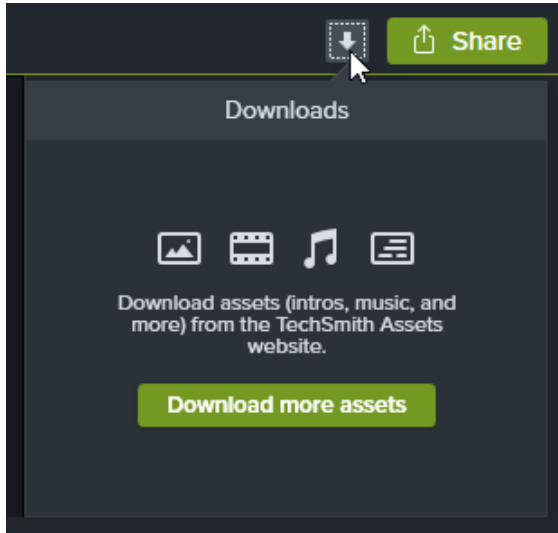 Share
Downloads
Download assets (intros, music, and
more) from the TechSmith Assets
website.
Download more assets